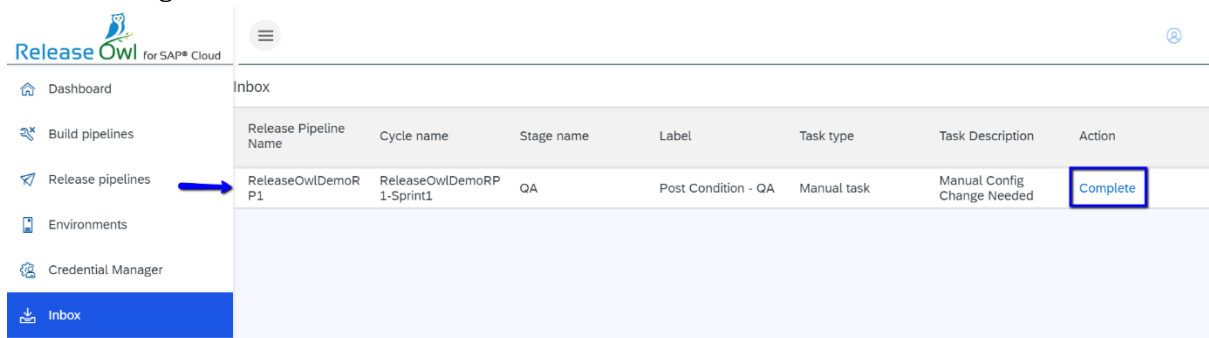 Release Owl for SAP® Cloud
Dashboard
Build pipelines
Release pipelines
Environments
Credential Manager
Inbox
Inbox
Release Pipeline Name
Cycle name
Stage name
Label
Task type
Task Description
Action
ReleaseOwlDemoR
P1
ReleaseOwlDemoRP
1-Sprint1
QA
Post Condition - QA
Manual task
Manual Config
Change Needed
Complete